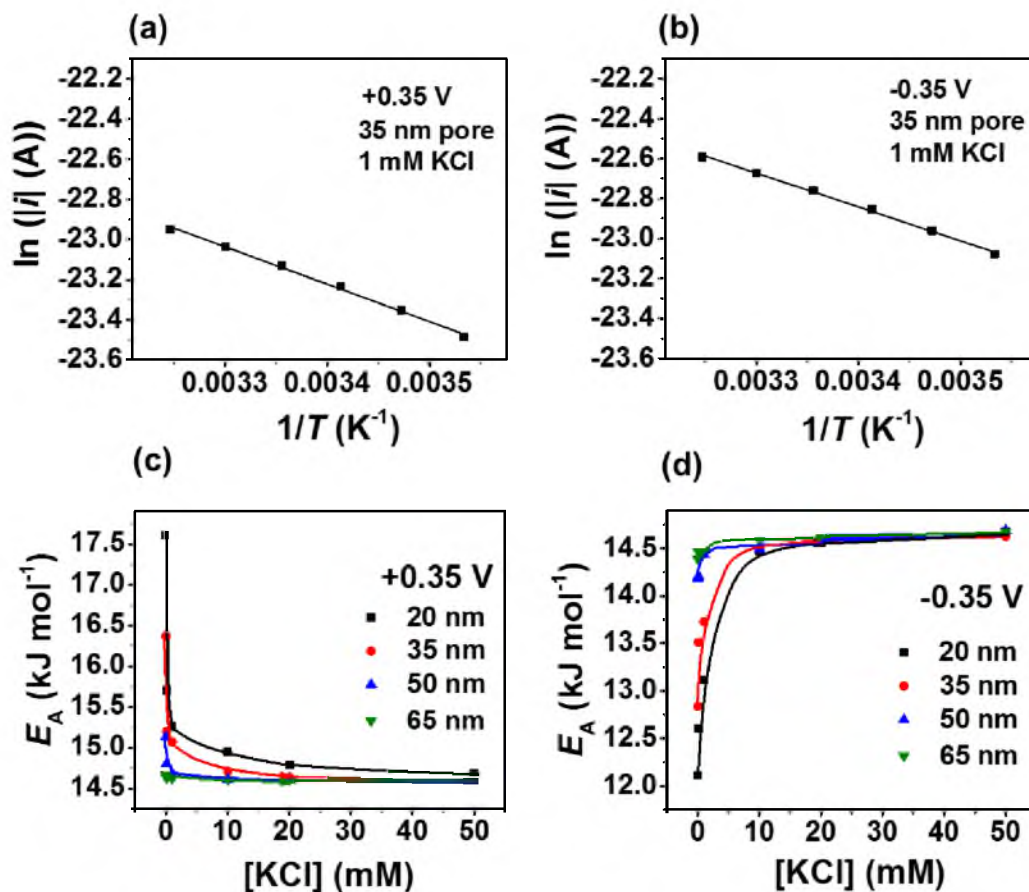 (a)
ln (|i| (A))
-22.2
-22.4
-22.6
-22.8
-23.0
-23.2
-23.4
-23.6
+0.35 V
35 nm pore
1 mM KCl
0.0033 0.0034 0.0035
1/T (K⁻¹)
(b)
ln (|i| (A))
-22.2
-22.4
-22.6
-22.8
-23.0
-23.2
-23.4
-23.6
-0.35 V
35 nm pore
1 mM KCl
0.0033 0.0034 0.0035
1/T (K⁻¹)
(c)
E_A (kJ mol⁻¹)
17.5
17.0
16.5
16.0
15.5
15.0
14.5
+0.35 V
20 nm
35 nm
50 nm
65 nm
0 10 20 30 40 50
[KCl] (mM)
(d)
E_A (kJ mol⁻¹)
14.5
14.0
13.5
13.0
12.5
12.0
-0.35 V
20 nm
35 nm
50 nm
65 nm
0 10 20 30 40 50
[KCl] (mM)